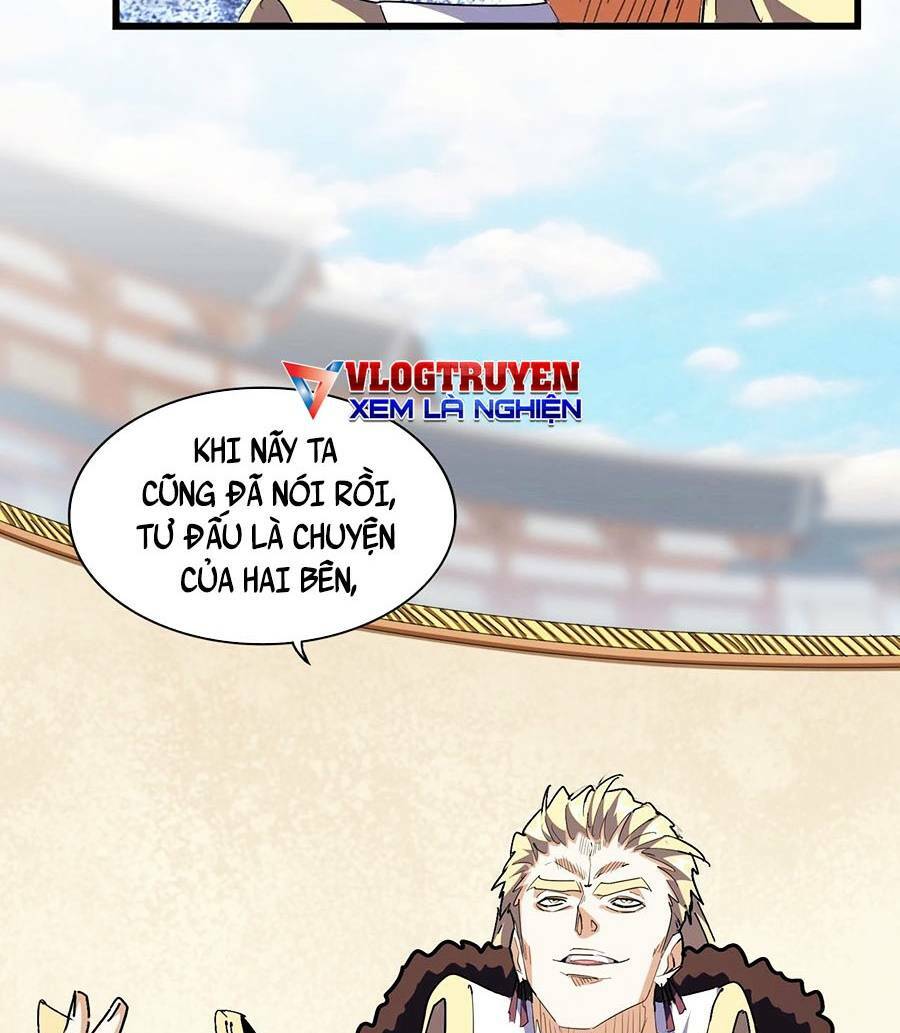 VLOGTRUYEN
XEM LÀ NGHIỆN
KHI NÃY TA
CŨNG ĐÃ NÓI RỒI,
TƯ ĐẤU LÀ CHUYỆN
CỦA HAI BÊN,